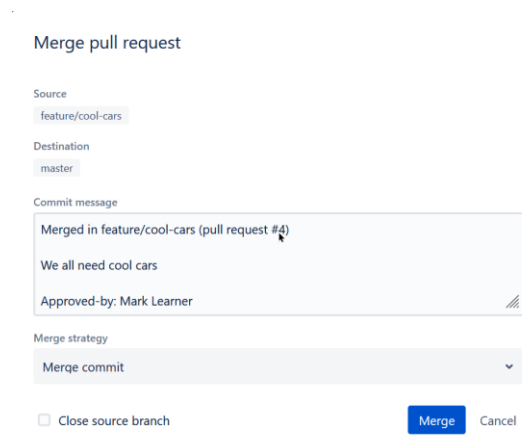 Merge pull request
Source
feature/cool-cars
Destination
master
Commit message
Merged in feature/cool-cars (pull request #4)
We all need cool cars
Approved-by: Mark Learner
Merge strategy
Merge commit
Close source branch
Merge Cancel